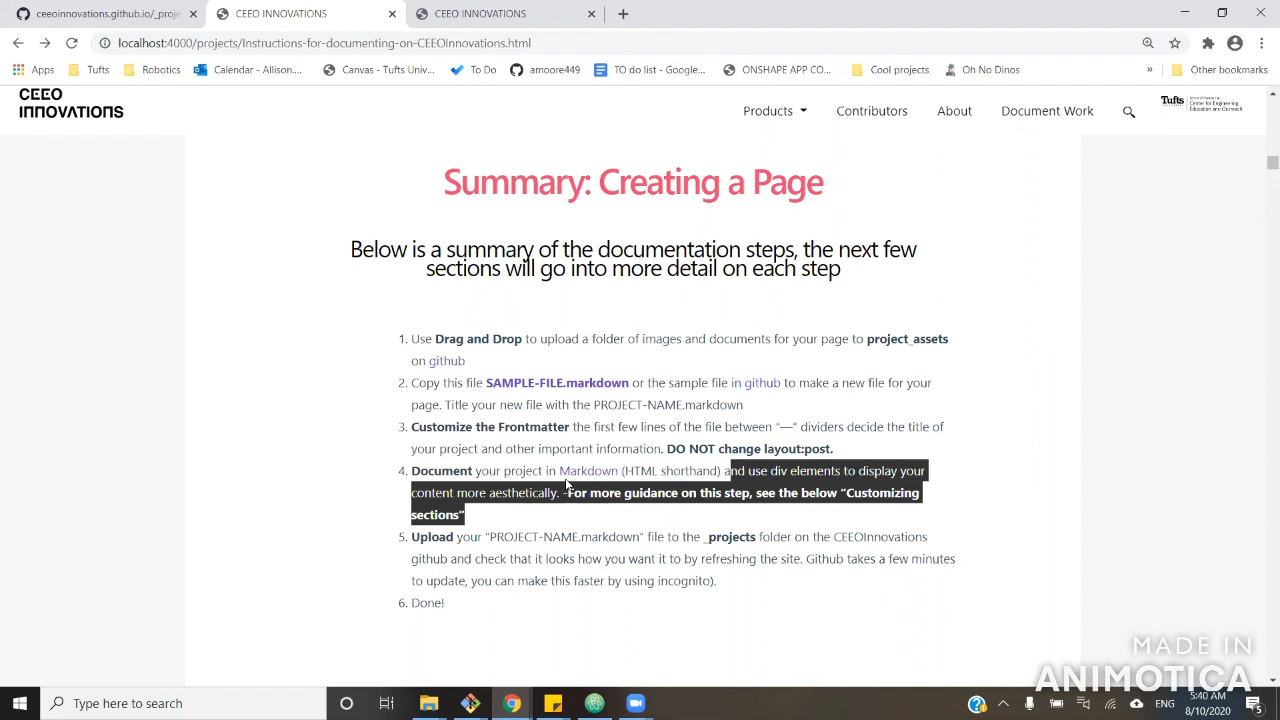 ceeoinnovations.github.io/_proje
CEEO INNOVATIONS
CEEO INNOVATIONS
localhost:4000/projects/Instructions-for-documenting-on-CEEOInnovations.html
Apps
Tufts
Robotics
Calendar - Allison....
Canvas - Tufts Univ...
To Do
amoore449
TO do list - Google...
ONSHAPE APP CO...
Cool projects
Oh No Dinos
»
Other bookmarks
CEEO
INNOVATIONS
Products
Contributors
About
Document Work
Tufts
Center for Engineering
Education and Outreach
Summary: Creating a Page
Below is a summary of the documentation steps, the next few
sections will go into more detail on each step
1. Use Drag and Drop to upload a folder of images and documents for your page to project_assets
on github
2. Copy this file SAMPLE-FILE.markdown or the sample file in github to make a new file for your
page. Title your new file with the PROJECT-NAME.markdown
3. Customize the Frontmatter the first few lines of the file between “—” dividers decide the title of
your project and other important information. DO NOT change layout:post.
4. Document your project in Markdown (HTML shorthand) and use div elements to display your
content more aesthetically. -For more guidance on this step, see the below “Customizing
sections”
5. Upload your “PROJECT-NAME.markdown” file to the _projects folder on the CEEOInnovations
github and check that it looks how you want it to by refreshing the site. Github takes a few minutes
to update, you can make this faster by using incognito).
6. Done!
MADE IN
ANIMOTICA
Type here to search
ENG
5:40 AM
8/10/2020
5